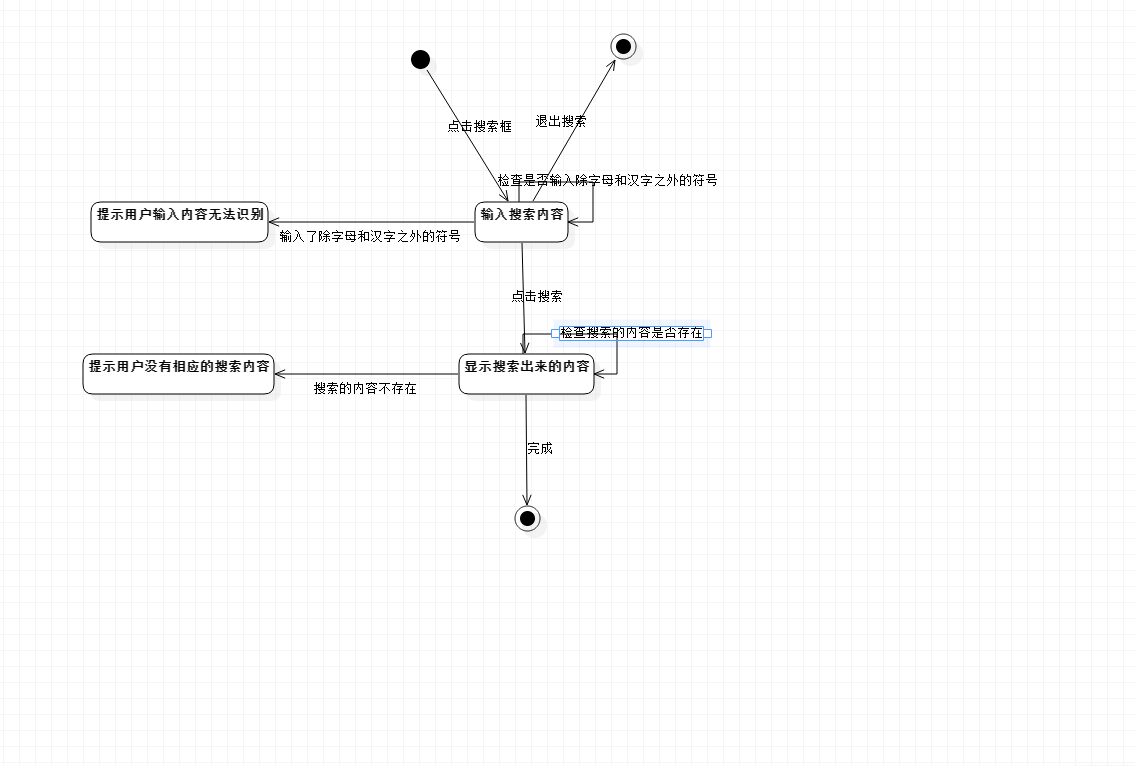 点击搜索框
退出搜索
检查是否输入除字母和汉字之外的符号
提示用户输入内容无法识别
输入搜索内容
输入了除字母和汉字之外的符号
点击搜索
检查搜索的内容是否存在
提示用户没有相应的搜索内容
显示搜索出来的内容
搜索的内容不存在
完成